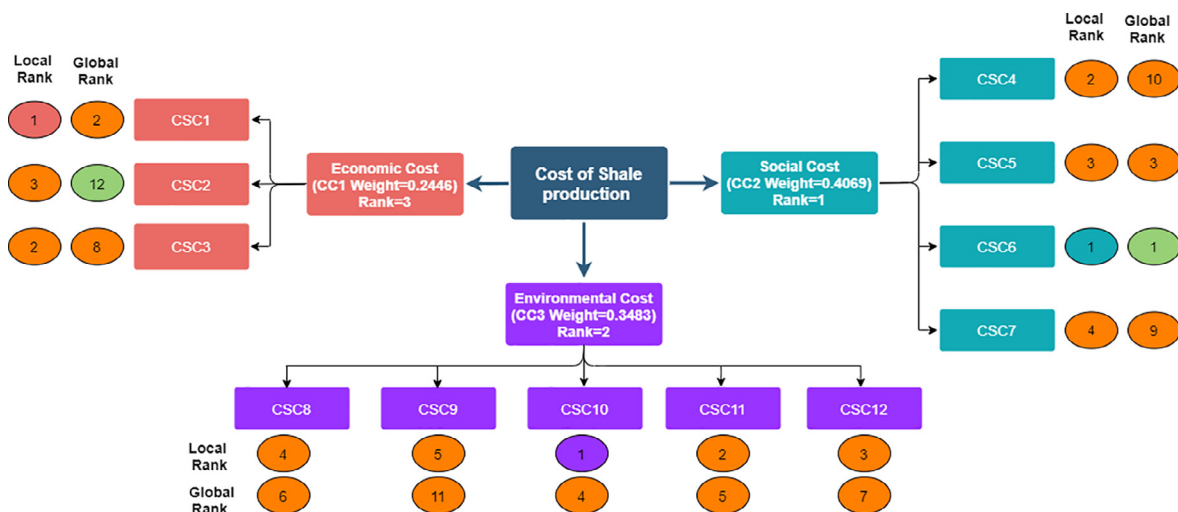 Local
Rank
Global
Rank
1
2
CSC1
3
12
CSC2
2
8
CSC3
Economic Cost
(CC1 Weight=0.2446)
Rank=3
Cost of Shale
production
Social Cost
(CC2 Weight=0.4069)
Rank=1
Local
Rank
Global
Rank
CSC4
2
10
CSC5
3
3
CSC6
1
1
CSC7
4
9
Environmental Cost
(CC3 Weight=0.3483)
Rank=2
CSC8
CSC9
CSC10
CSC11
CSC12
Local
Rank
4
5
1
2
3
Global
Rank
6
11
4
5
7